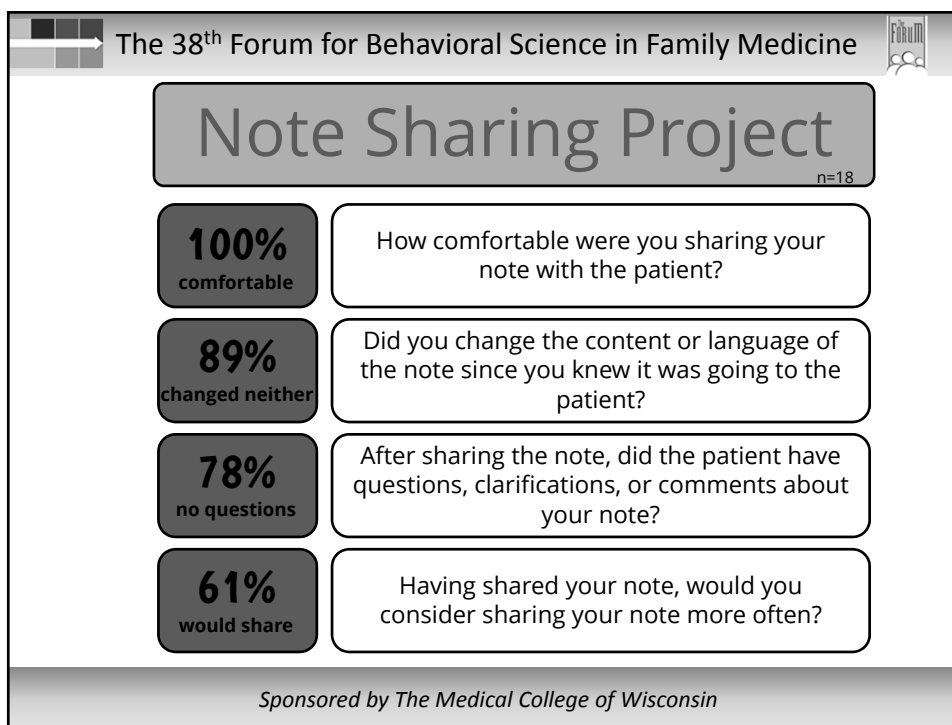 The 38th Forum for Behavioral Science in Family Medicine
The
Forum
Note Sharing Project
n=18
100%
comfortable
How comfortable were you sharing your
note with the patient?
89%
changed neither
Did you change the content or language of
the note since you knew it was going to the
patient?
78%
no questions
After sharing the note, did the patient have
questions, clarifications, or comments about
your note?
61%
would share
Having shared your note, would you
consider sharing your note more often?
Sponsored by The Medical College of Wisconsin